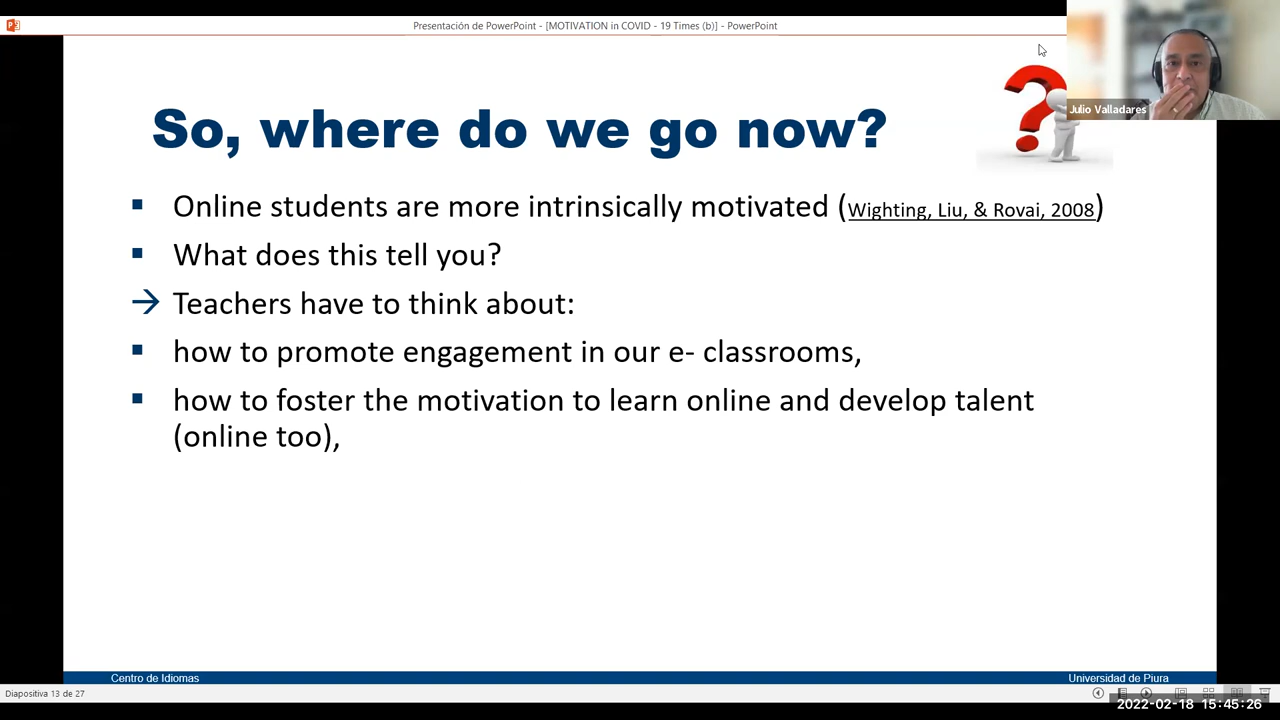 Presentación de PowerPoint - [MOTIVATION in COVID - 19 Times (b)] - PowerPoint
Julio Valladares
So, where do we go now?
▪ Online students are more intrinsically motivated (Wighting, Liu, & Rovai, 2008)
▪ What does this tell you?
→ Teachers have to think about:
▪ how to promote engagement in our e- classrooms,
▪ how to foster the motivation to learn online and develop talent
(online too),
Centro de Idiomas
Universidad de Piura
Diapositiva 13 de 27
2022-02-18 15:45:26